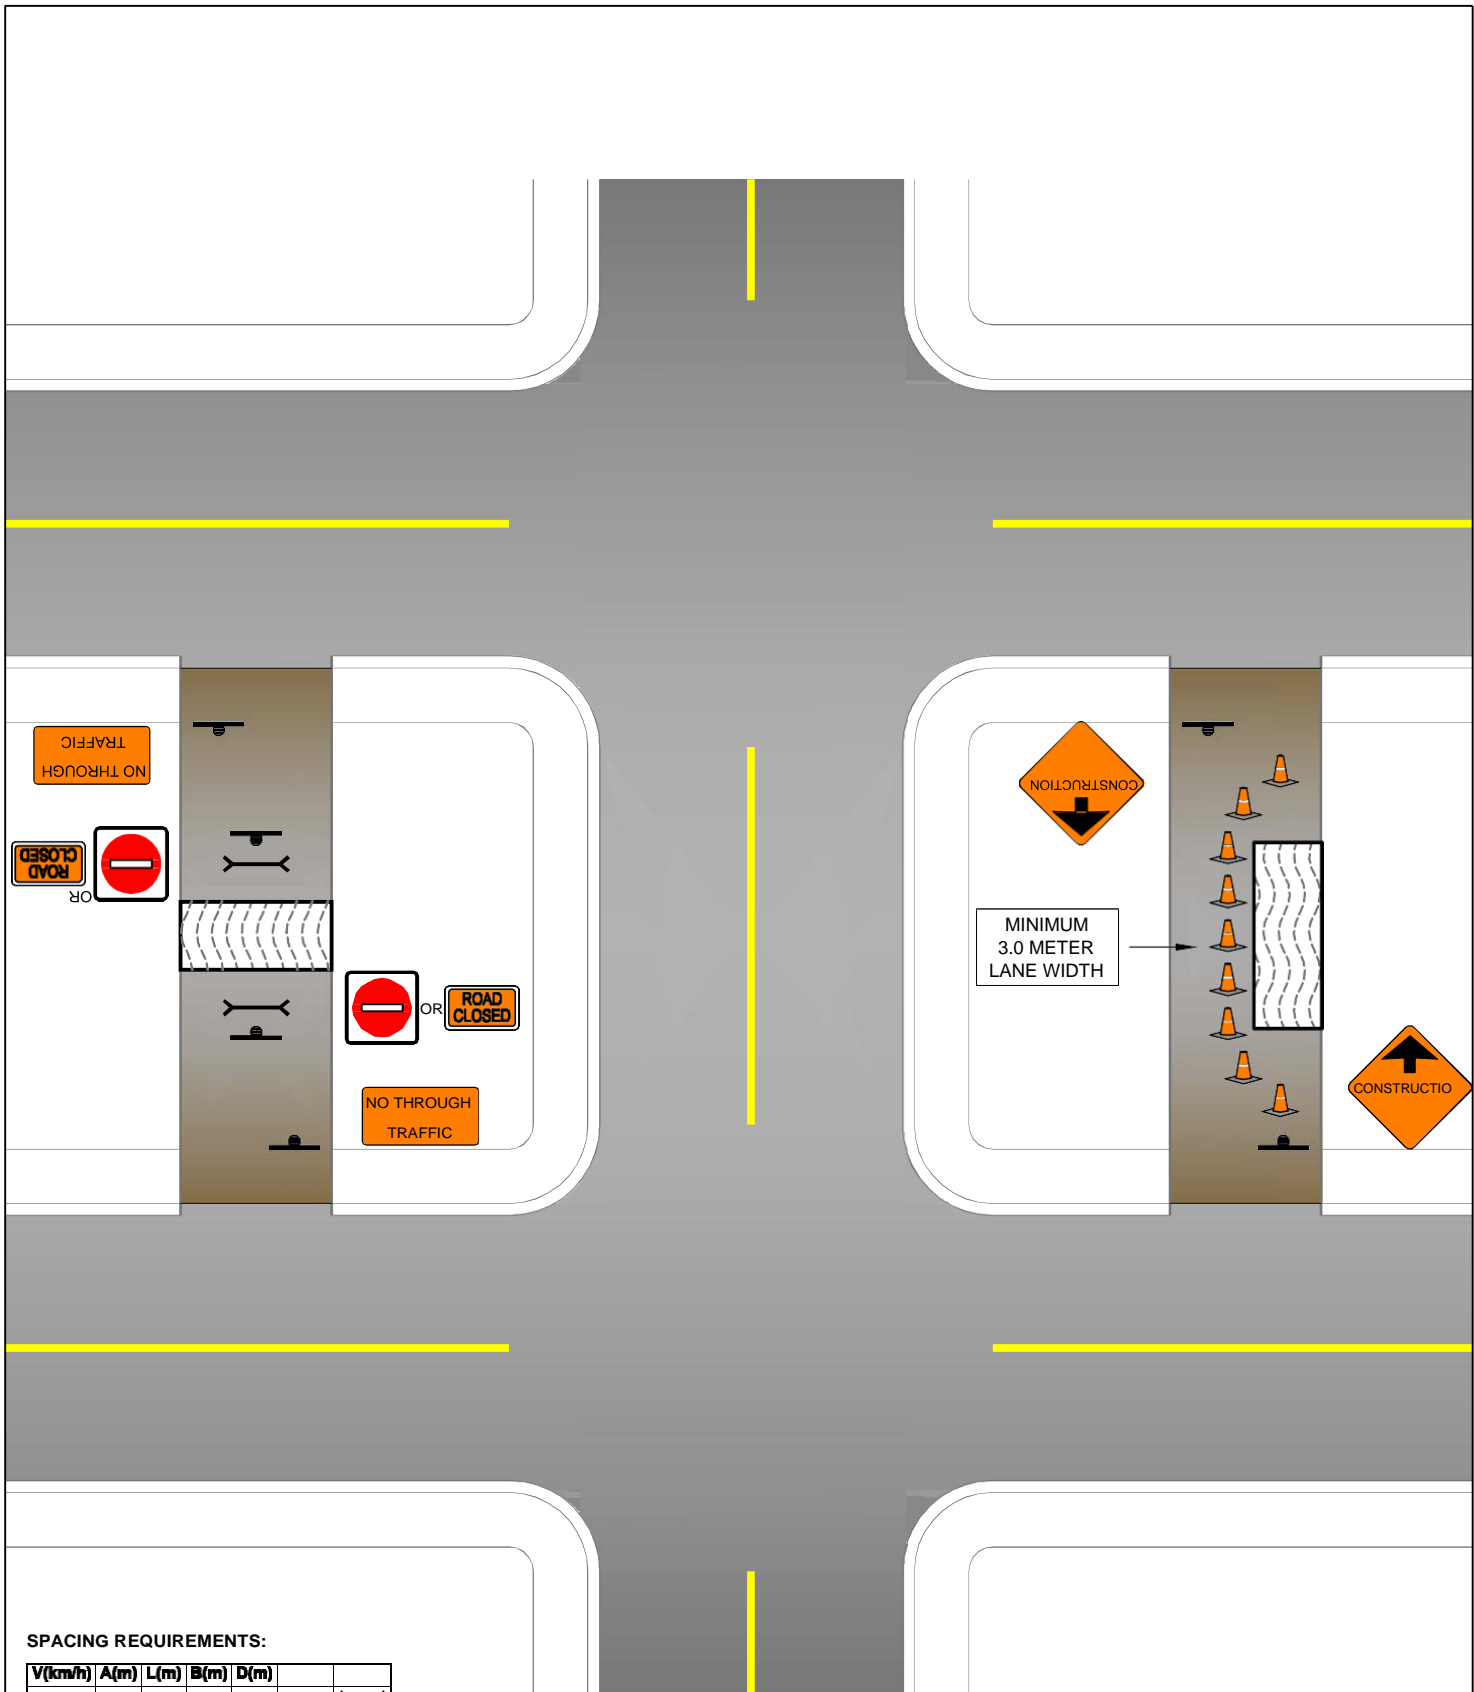 NO THROUGH
TRAFFIC
ROAD
CLOSED
OR
CONSTRUCTION
MINIMUM
3.0 METER
LANE WIDTH
OR
ROAD
CLOSED
NO THROUGH
TRAFFIC
CONSTRUCTIO
SPACING REQUIREMENTS:
V(km/h) A(m) L(m) B(m) D(m)